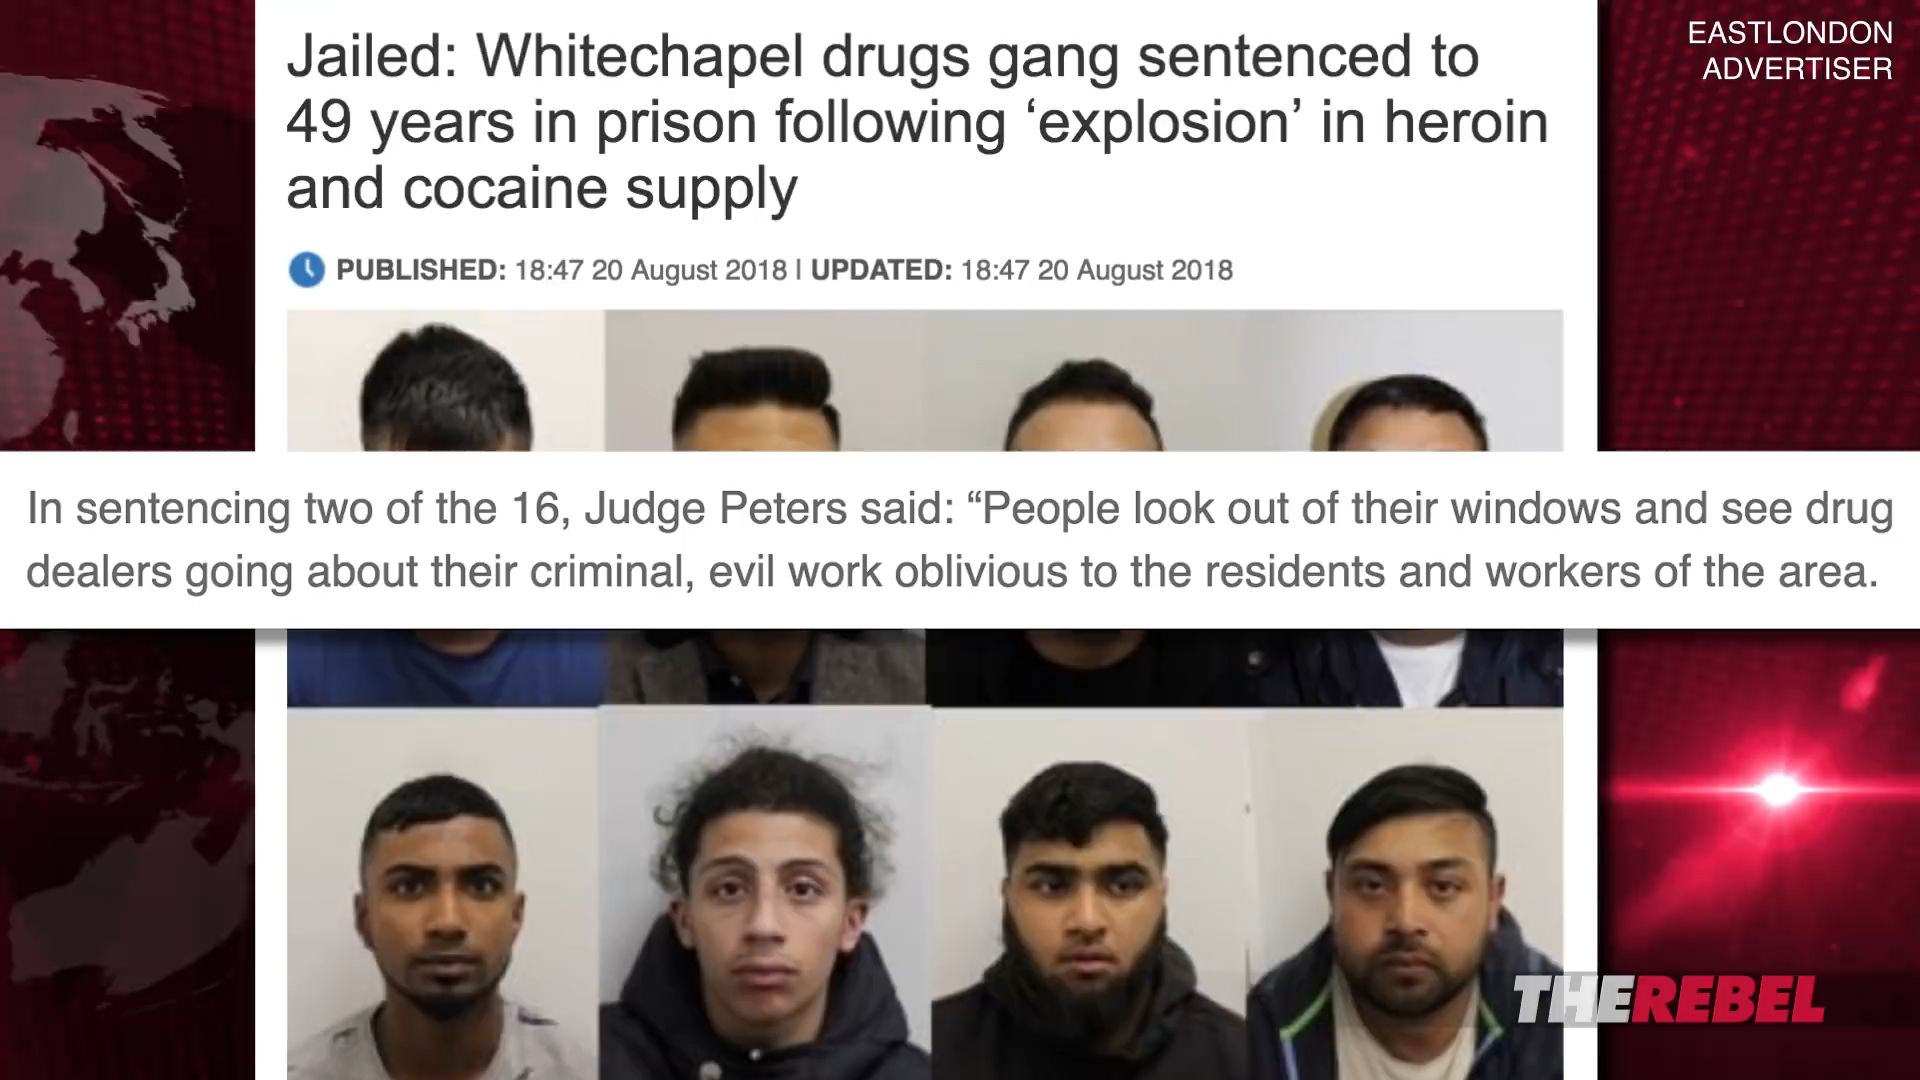 Jailed: Whitechapel drugs gang sentenced to
49 years in prison following ‘explosion’ in heroin
and cocaine supply
EASTLONDON
ADVERTISER
PUBLISHED: 18:47 20 August 2018 | UPDATED: 18:47 20 August 2018
In sentencing two of the 16, Judge Peters said: “People look out of their windows and see drug
dealers going about their criminal, evil work oblivious to the residents and workers of the area.
THEREBEL